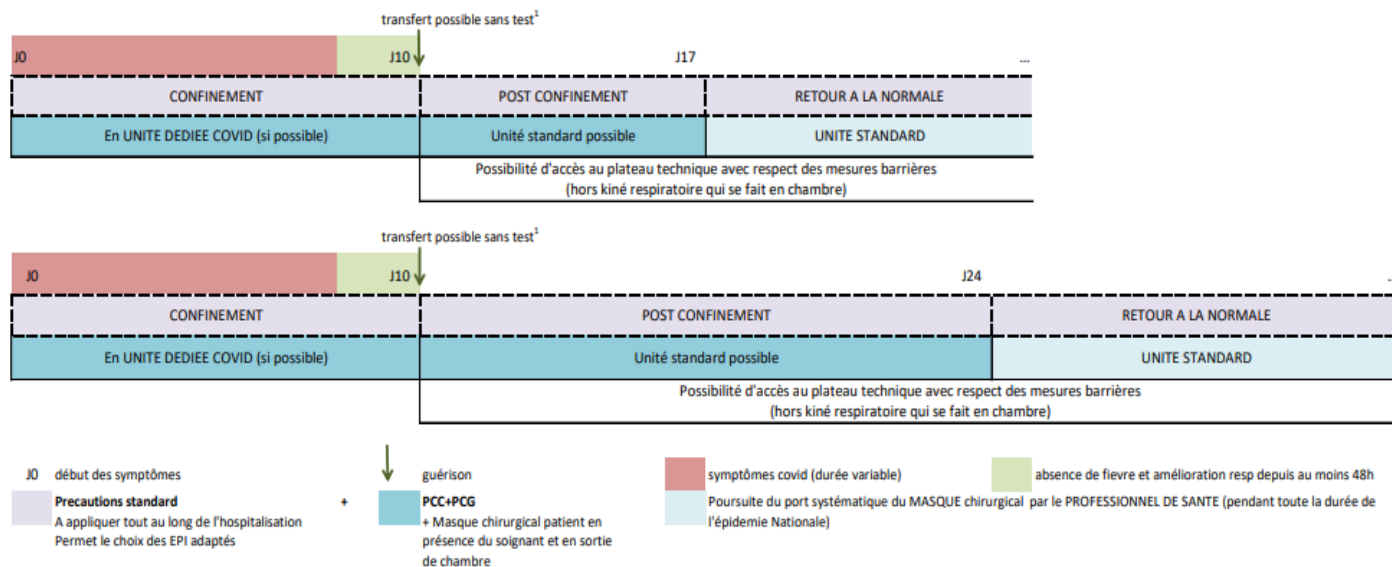 transfert possible sans test¹
J0 J10 J17 ...
CONFINEMENT POST CONFINEMENT RETOUR A LA NORMALE
En UNITE DEDIEE COVID (si possible) Unité standard possible UNITE STANDARD
Possibilité d'accès au plateau technique avec respect des mesures barrières
(hors kiné respiratoire qui se fait en chambre)
transfert possible sans test¹
J0 J10 J24 ...
CONFINEMENT POST CONFINEMENT RETOUR A LA NORMALE
En UNITE DEDIEE COVID (si possible) Unité standard possible UNITE STANDARD
Possibilité d'accès au plateau technique avec respect des mesures barrières
(hors kiné respiratoire qui se fait en chambre)
J0 début des symptômes
guérison
symptômes covid (durée variable)
absence de fievre et amélioration resp depuis au moins 48h
Precautions standard +
A appliquer tout au long de l'hospitalisation
Permet le choix des EPI adaptés
PCC+PCG
+ Masque chirurgical patient en
présence du soignant et en sortie
de chambre
Poursuite du port systématique du MASQUE chirurgical par le PROFESSIONNEL DE SANTE (pendant toute la durée de
l'épidemie Nationale)